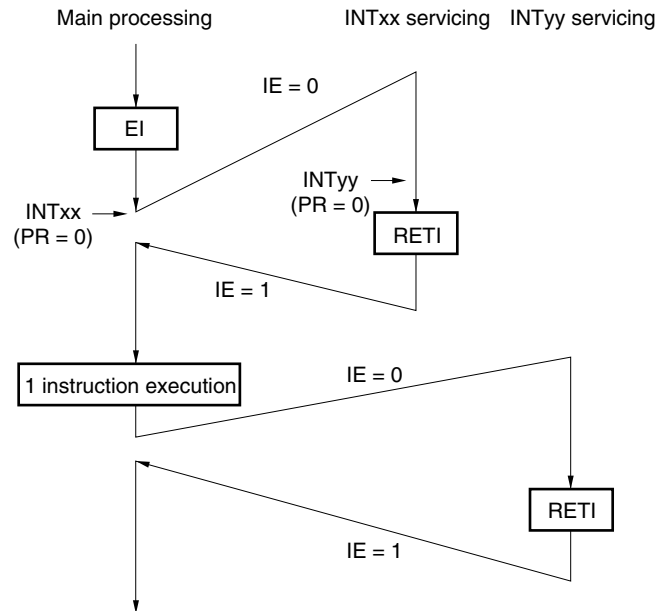 Main processing
INTxx servicing
INTyy servicing
IE = 0
EI
INTyy
(PR = 0)
INTxx
(PR = 0)
RETI
IE = 1
1 instruction execution
IE = 0
RETI
IE = 1